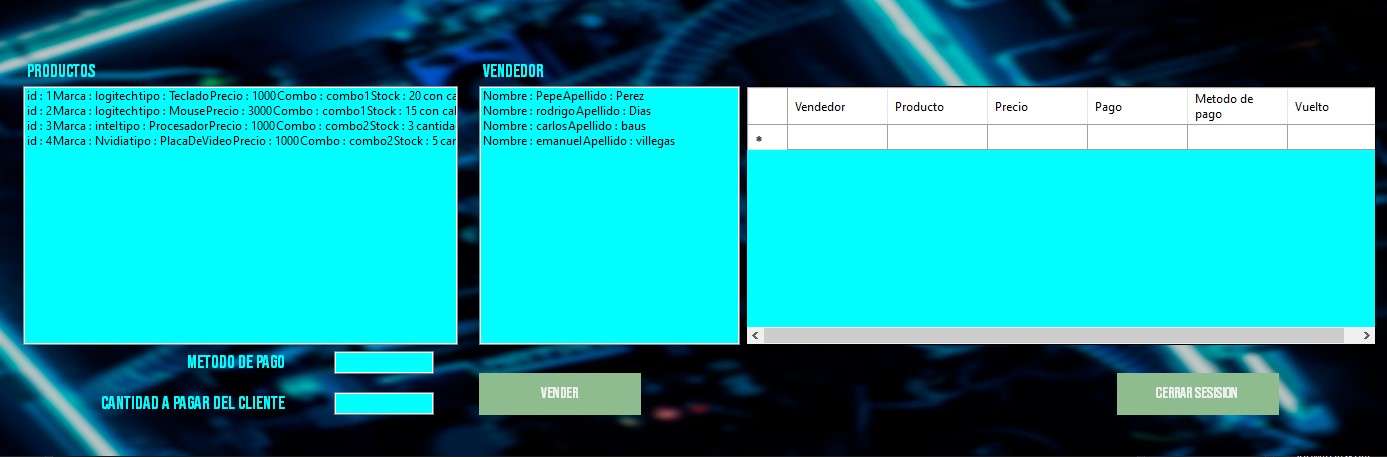 PRODUCTOS
id : 1Marca : logitechtipo : TecladoPrecio : 1000Combo : combo1Stock : 20 con ca
id : 2Marca : logitechtipo : MousePrecio : 3000Combo : combo1Stock : 15 con cal
id : 3Marca : inteltipo : ProcesadorPrecio : 1000Combo : combo2Stock : 3 cantida
id : 4Marca : Nvidiatipo : PlacaDeVideoPrecio : 1000Combo : combo2Stock : 5 car
VENDEDOR
Nombre : PepeApellido : Perez
Nombre : rodrigoApellido : Dias
Nombre : carlosApellido : baus
Nombre : emanuelApellido : villegas
Vendedor
Producto
Precio
Pago
Metodo de
pago
Vuelto
METODO DE PAGO
CANTIDAD A PAGAR DEL CLIENTE
VENDER
CERRAR SESISION